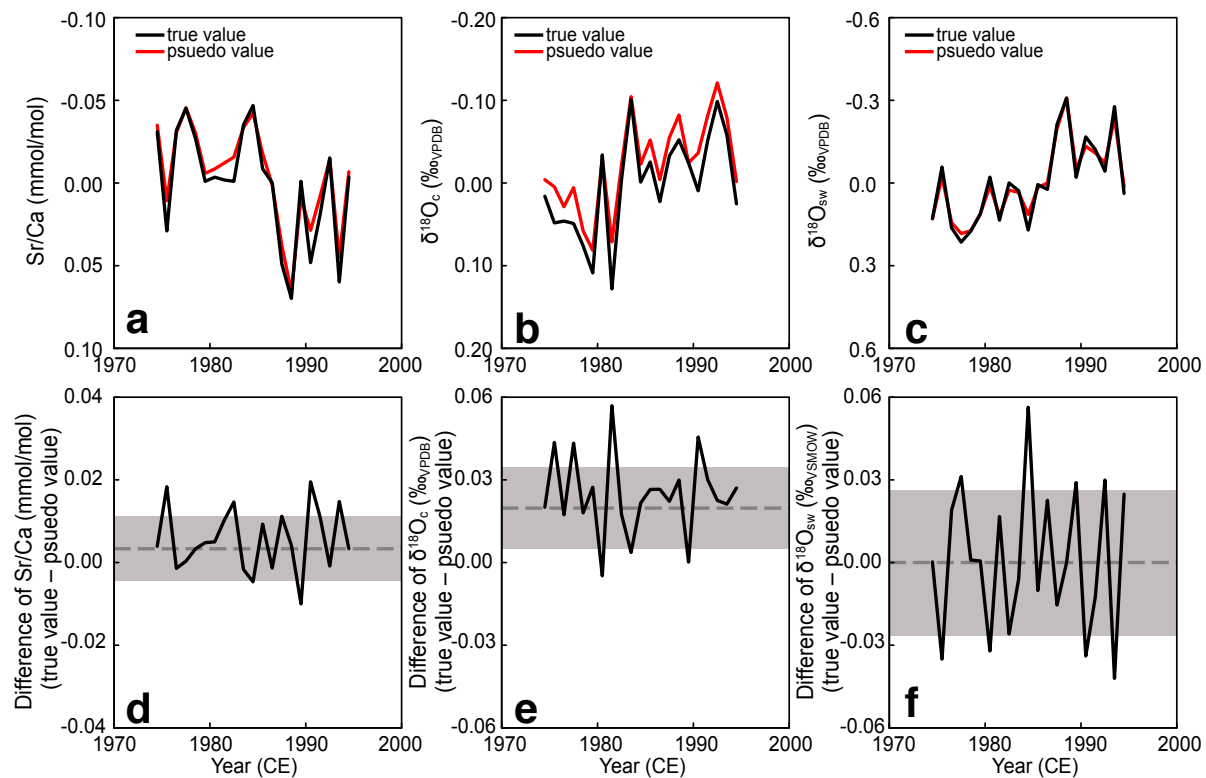 -0.10
-0.05
0.00
0.05
0.10
Sr/Ca (mmol/mol)
true value
psuedo value
a
1970
1980
1990
2000
-0.20
-0.10
0.00
0.10
0.20
δ¹⁸Oc (‰VPDB)
true value
psuedo value
b
1970
1980
1990
2000
-0.6
-0.3
0.0
0.3
0.6
δ¹⁸Osw (‰VPDB)
true value
psuedo value
c
1970
1980
1990
2000
0.04
0.02
0.00
-0.02
-0.04
Difference of Sr/Ca (mmol/mol)
(true value – psuedo value)
d
1970
1980
1990
2000
Year (CE)
0.06
0.03
0.00
-0.03
-0.06
Difference of δ¹⁸Oc (‰VPDB)
(true value – psuedo value)
e
1970
1980
1990
2000
Year (CE)
0.06
0.03
0.00
-0.03
-0.06
Difference of δ¹⁸Osw (‰VSMOW)
(true value – psuedo value)
f
1970
1980
1990
2000
Year (CE)